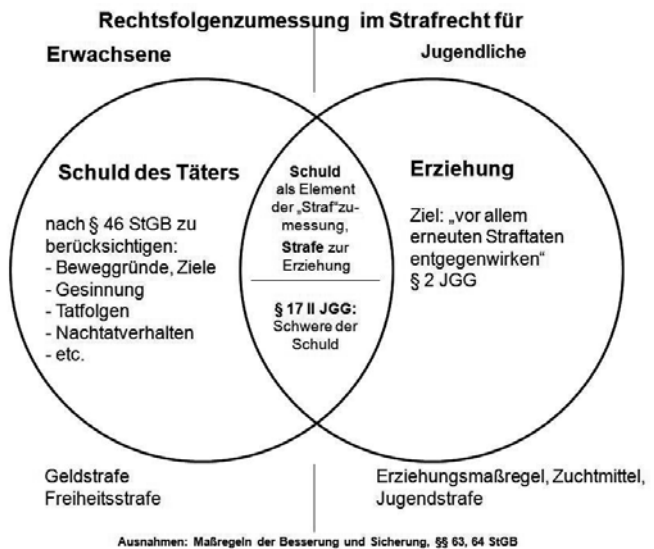 Rechtsfolgenzumessung im Strafrecht für
Erwachsene
Jugendliche
Schuld des Täters
nach § 46 StGB zu
berücksichtigen:
- Beweggründe, Ziele
- Gesinnung
- Tatfolgen
- Nachtatverhalten
- etc.
Schuld
als Element
der „Straf"zu-
messung,
Strafe zur
Erziehung
§ 17 II JGG:
Schwere der
Schuld
Erziehung
Ziel: „vor allem
erneuten Straftaten
entgegenwirken“
§ 2 JGG
Geldstrafe
Freiheitsstrafe
Erziehungsmaßregel, Zuchtmittel,
Jugendstrafe
Ausnahmen: Maßregeln der Besserung und Sicherung, §§ 63, 64 StGB